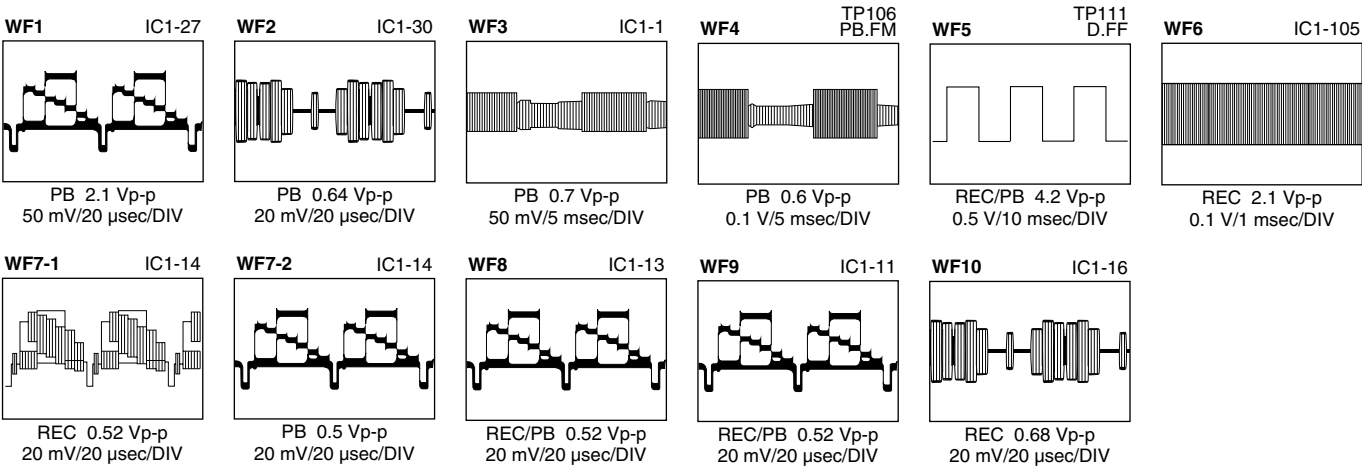 WF1 IC1-27
PB 2.1 Vp-p
50 mV/20 µsec/DIV
WF2 IC1-30
PB 0.64 Vp-p
20 mV/20 µsec/DIV
WF3 IC1-1
PB 0.7 Vp-p
50 mV/5 msec/DIV
TP106
WF4 PB.FM
PB 0.6 Vp-p
0.1 V/5 msec/DIV
TP111
WF5 D.FF
REC/PB 4.2 Vp-p
0.5 V/10 msec/DIV
WF6 IC1-105
REC 2.1 Vp-p
0.1 V/1 msec/DIV
WF7-1 IC1-14
REC 0.52 Vp-p
20 mV/20 µsec/DIV
WF7-2 IC1-14
PB 0.5 Vp-p
20 mV/20 µsec/DIV
WF8 IC1-13
REC/PB 0.52 Vp-p
20 mV/20 µsec/DIV
WF9 IC1-11
REC/PB 0.52 Vp-p
20 mV/20 µsec/DIV
WF10 IC1-16
REC 0.68 Vp-p
20 mV/20 µsec/DIV